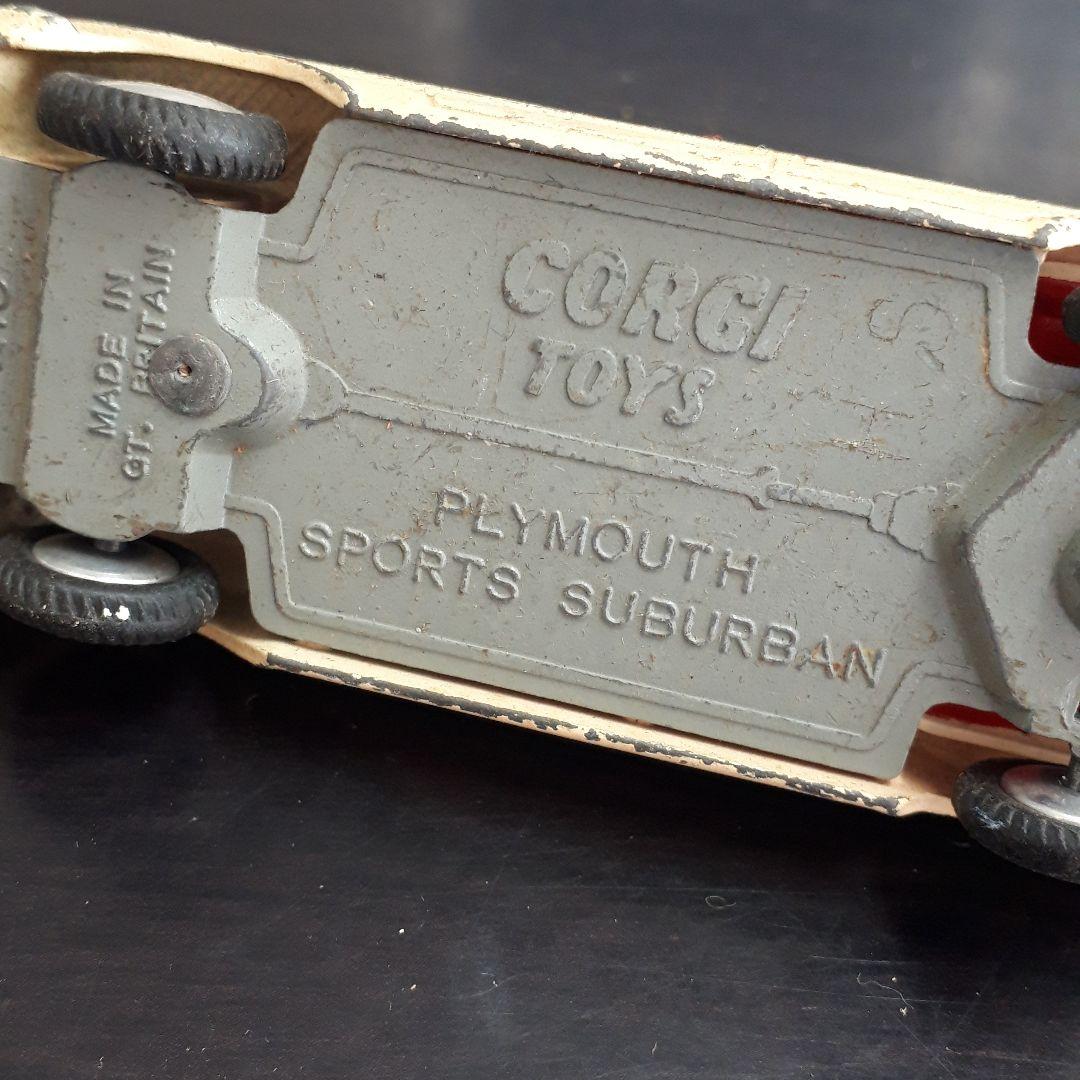 MADE IN
GT. BRITAIN
CORGI
TOYS
PLYMOUTH
SPORTS SUBURBAN